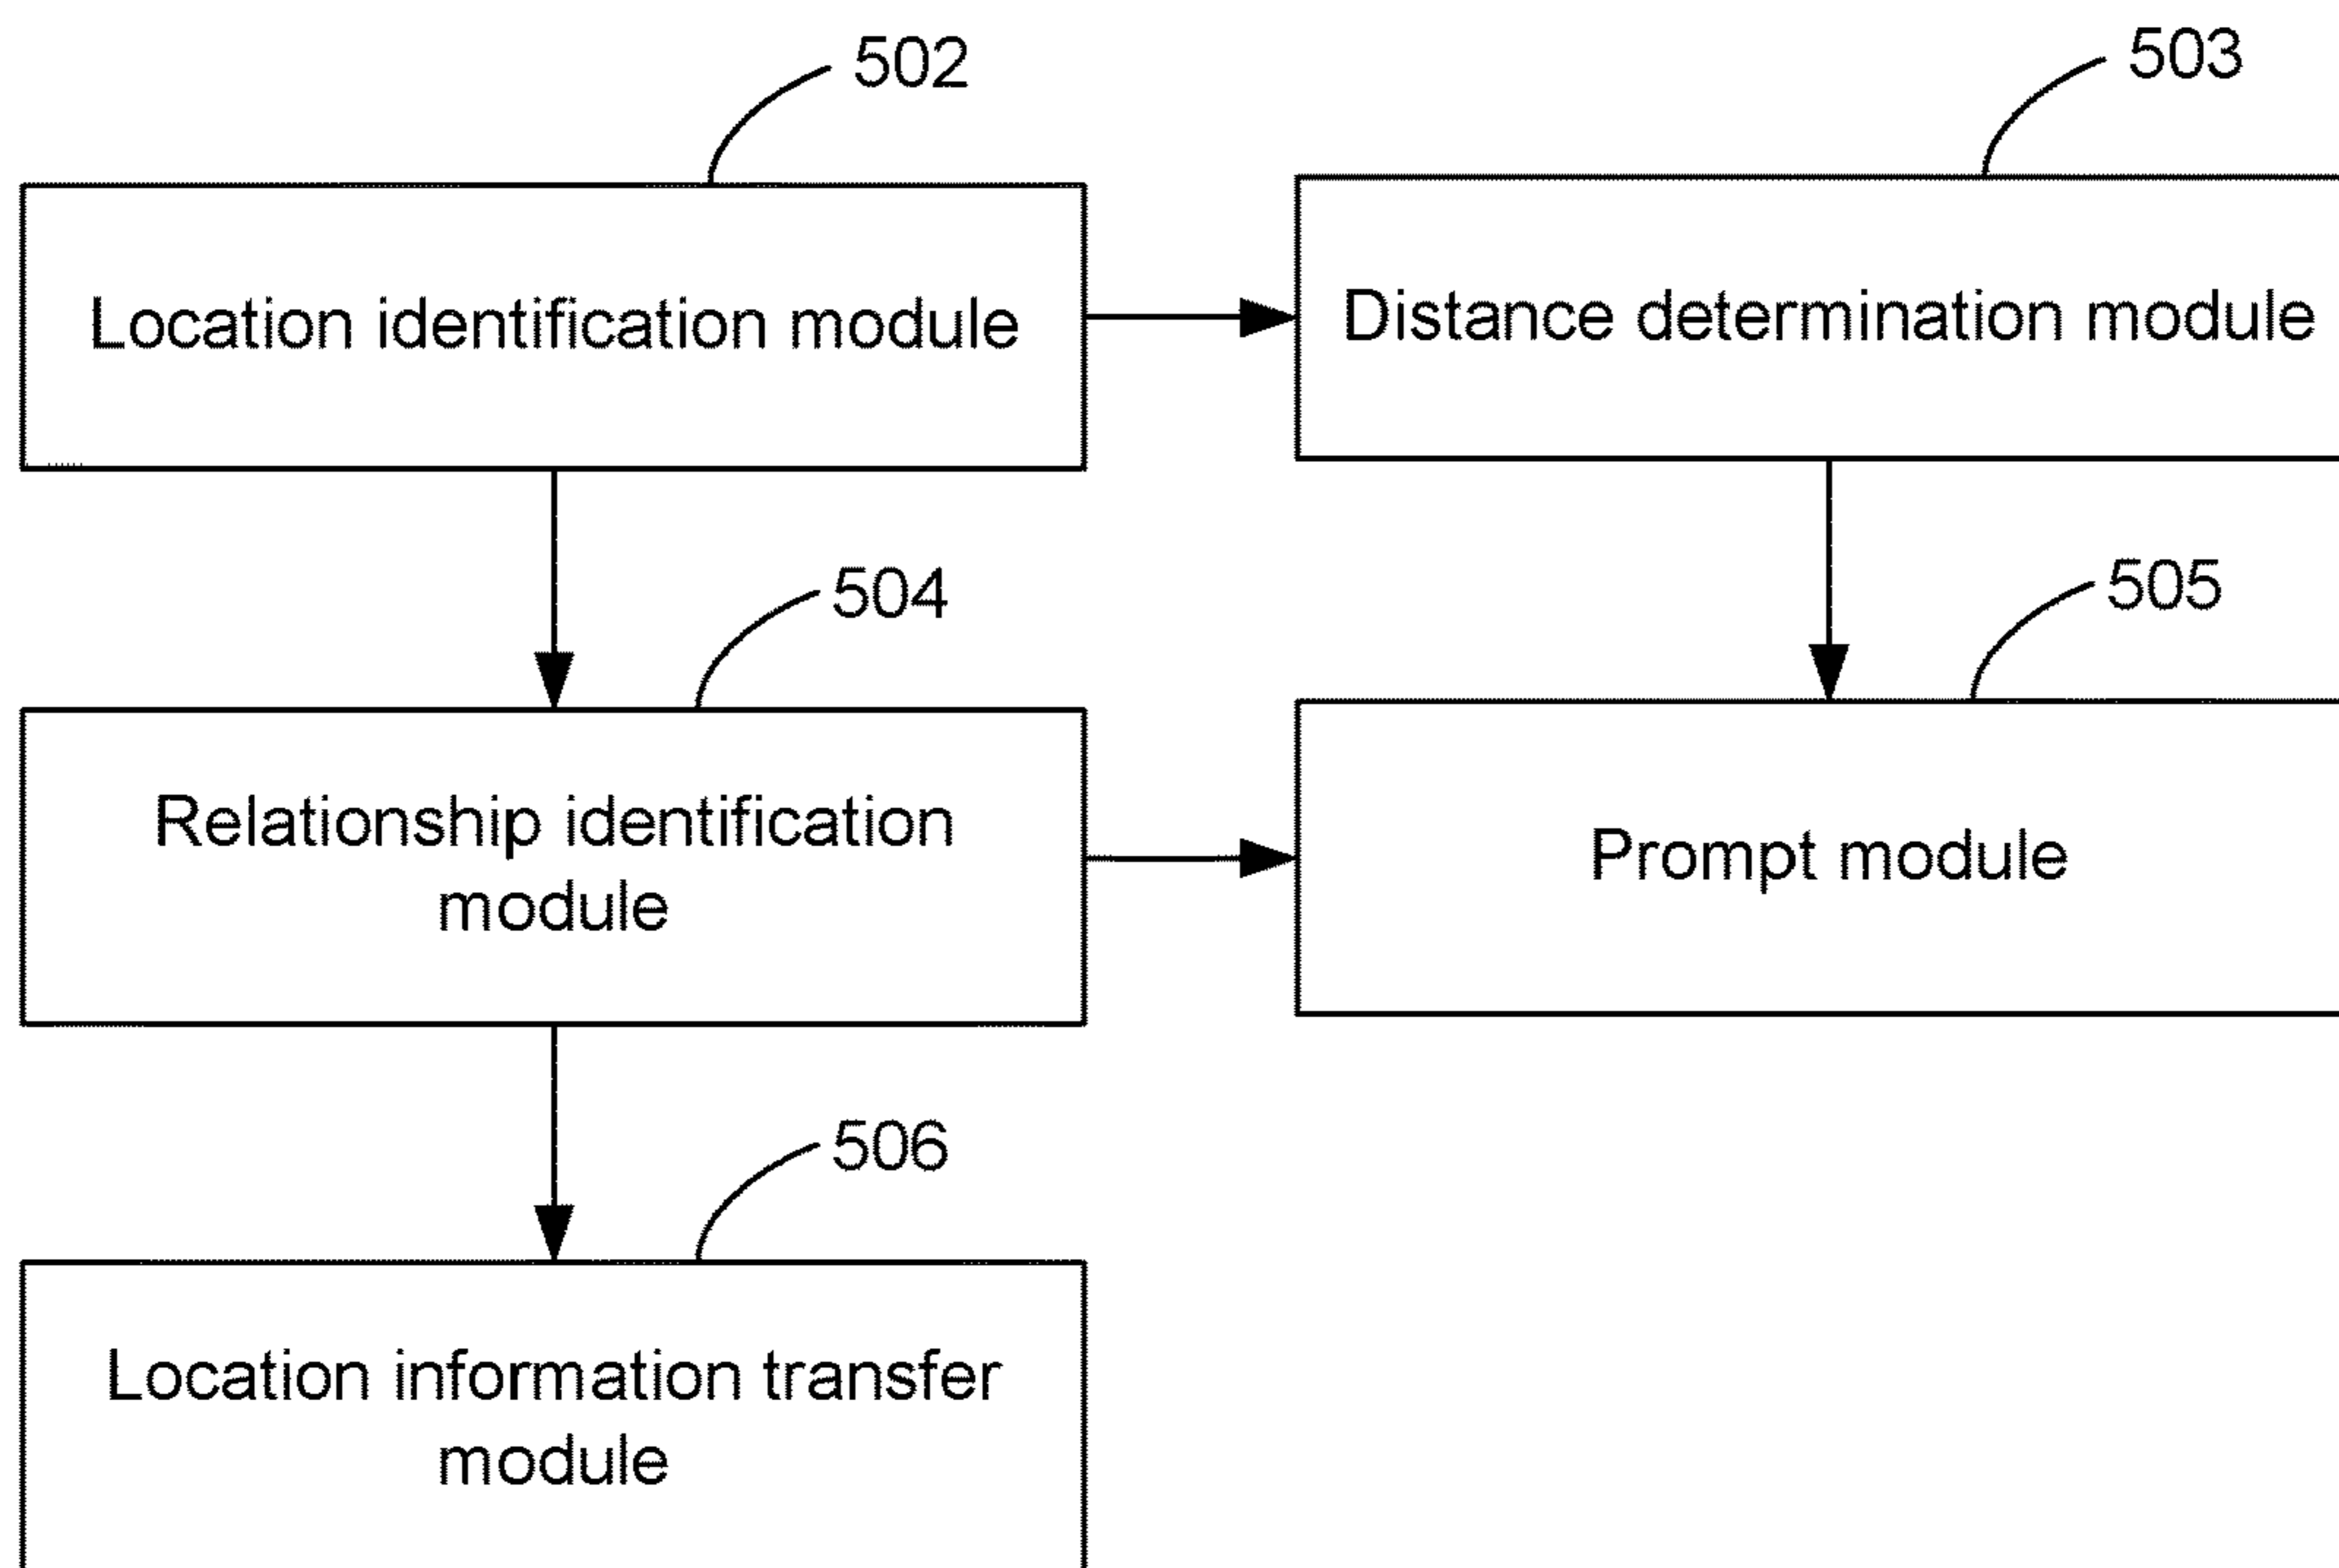 502
503
Location identification module
Distance determination module
504
505
Relationship identification
module
Prompt module
506
Location information transfer
module